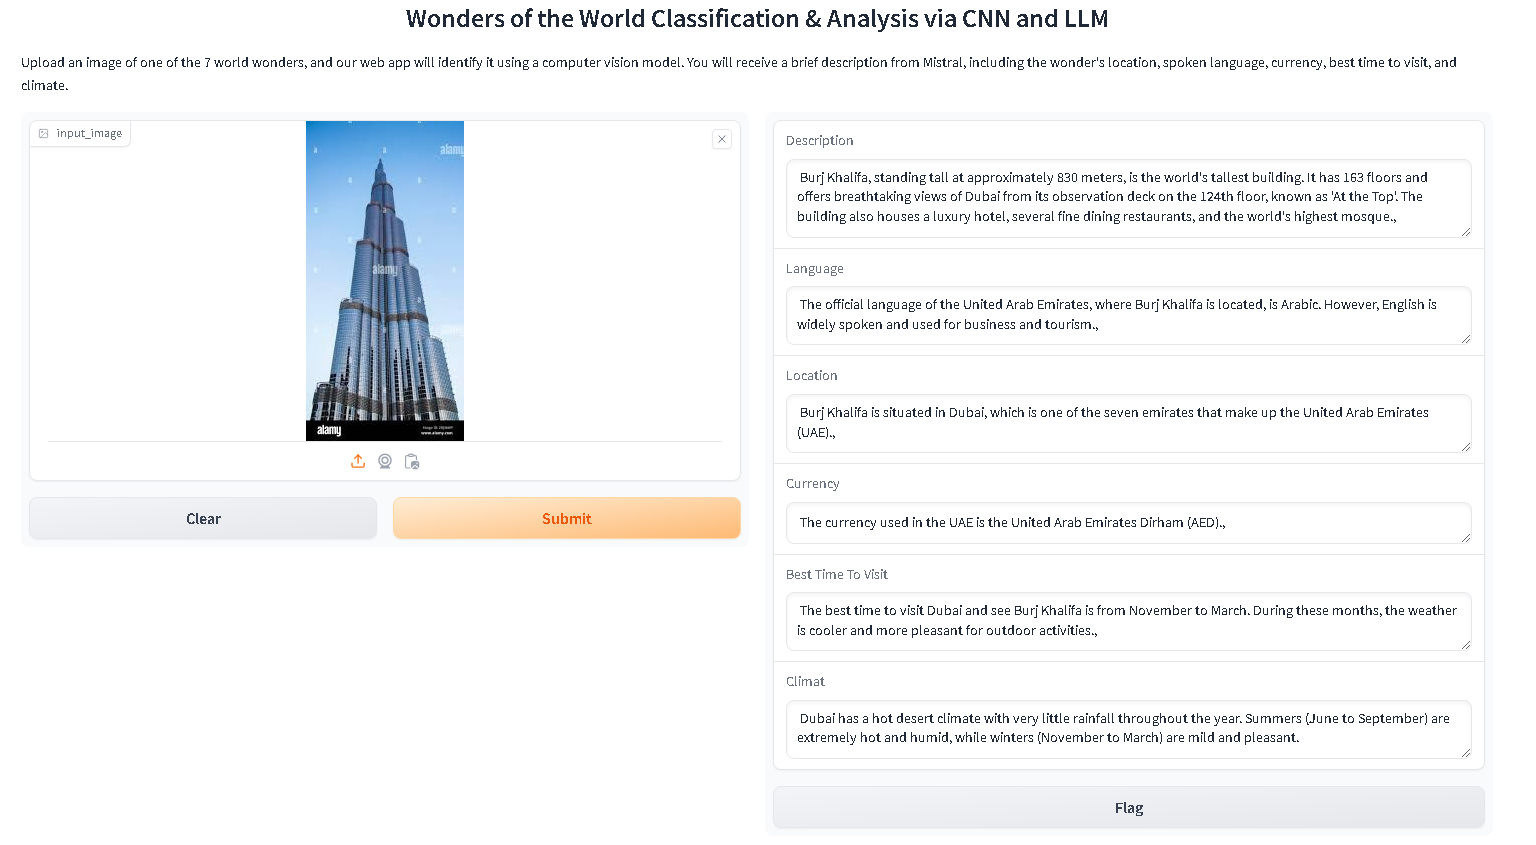 Wonders of the World Classification & Analysis via CNN and LLM
Upload an image of one of the 7 world wonders, and our web app will identify it using a computer vision model. You will receive a brief description from Mistral, including the wonder's location, spoken language, currency, best time to visit, and
climate.
input_image
alamy
a
alamy
alamy
www.alamy.com
Clear
Submit
Description
Burj Khalifa, standing tall at approximately 830 meters, is the world's tallest building. It has 163 floors and
offers breathtaking views of Dubai from its observation deck on the 124th floor, known as 'At the Top'. The
building also houses a luxury hotel, several fine dining restaurants, and the world's highest mosque.,
Language
The official language of the United Arab Emirates, where Burj Khalifa is located, is Arabic. However, English is
widely spoken and used for business and tourism.,
Location
Burj Khalifa is situated in Dubai, which is one of the seven emirates that make up the United Arab Emirates
(UAE).,
Currency
The currency used in the UAE is the United Arab Emirates Dirham (AED).,
Best Time To Visit
The best time to visit Dubai and see Burj Khalifa is from November to March. During these months, the weather
is cooler and more pleasant for outdoor activities.,
Climat
Dubai has a hot desert climate with very little rainfall throughout the year. Summers (June to September) are
extremely hot and humid, while winters (November to March) are mild and pleasant.
Flag